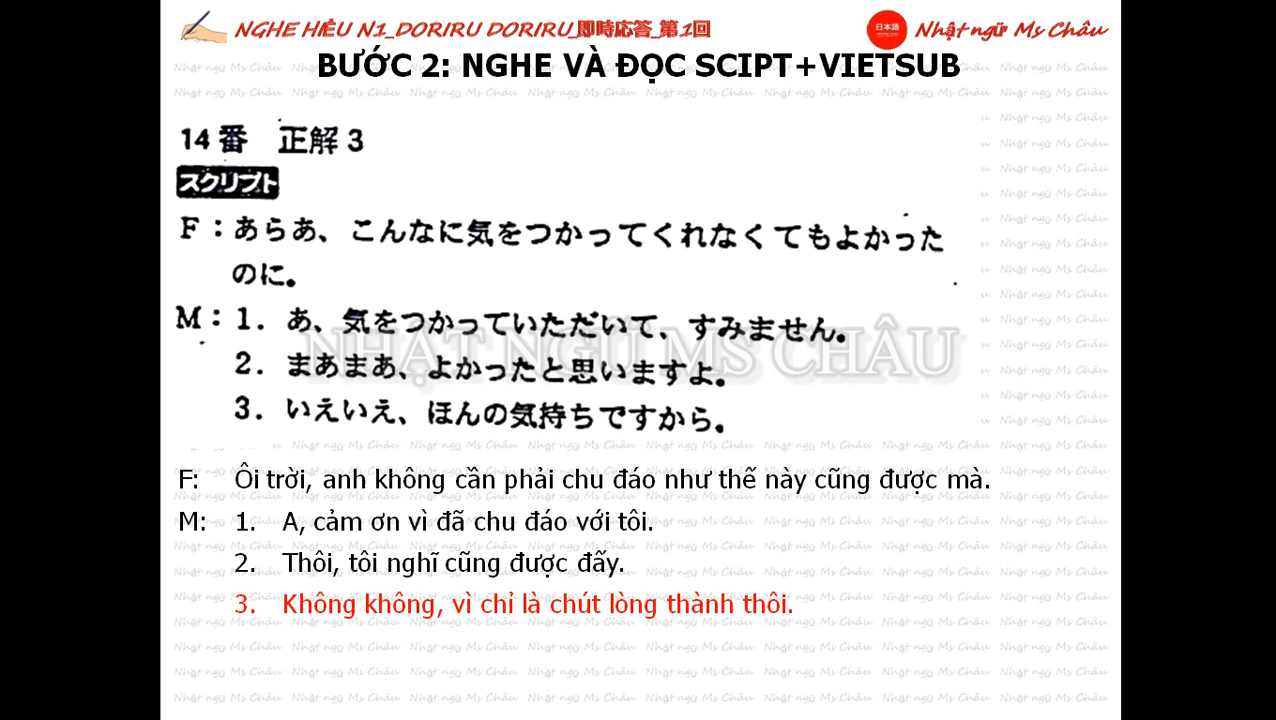 NGHE HIỂU N1_DORIRU DORIRU_即時応答_第1回
日本語
Nhật ngữ Ms Châu
BƯỚC 2: NGHE VÀ ĐỌC SCIPT+VIETSUB
14番 正解 3
スクリプト
F：あらあ、こんなに気をつかってくれなくてもよかった
のに。
M：1. あ、気をつかっていただいて、すみません。
2. まあまあ、よかったと思いますよ。
3. いえいえ、ほんの気持ちですから。
NHẬT NGỮ MS CHÂU
F: Ôi trời, anh không cần phải chu đáo như thế này cũng được mà.
M: 1. A, cảm ơn vì đã chu đáo với tôi.
2. Thôi, tôi nghĩ cũng được đấy.
3. Không không, vì chỉ là chút lòng thành thôi.